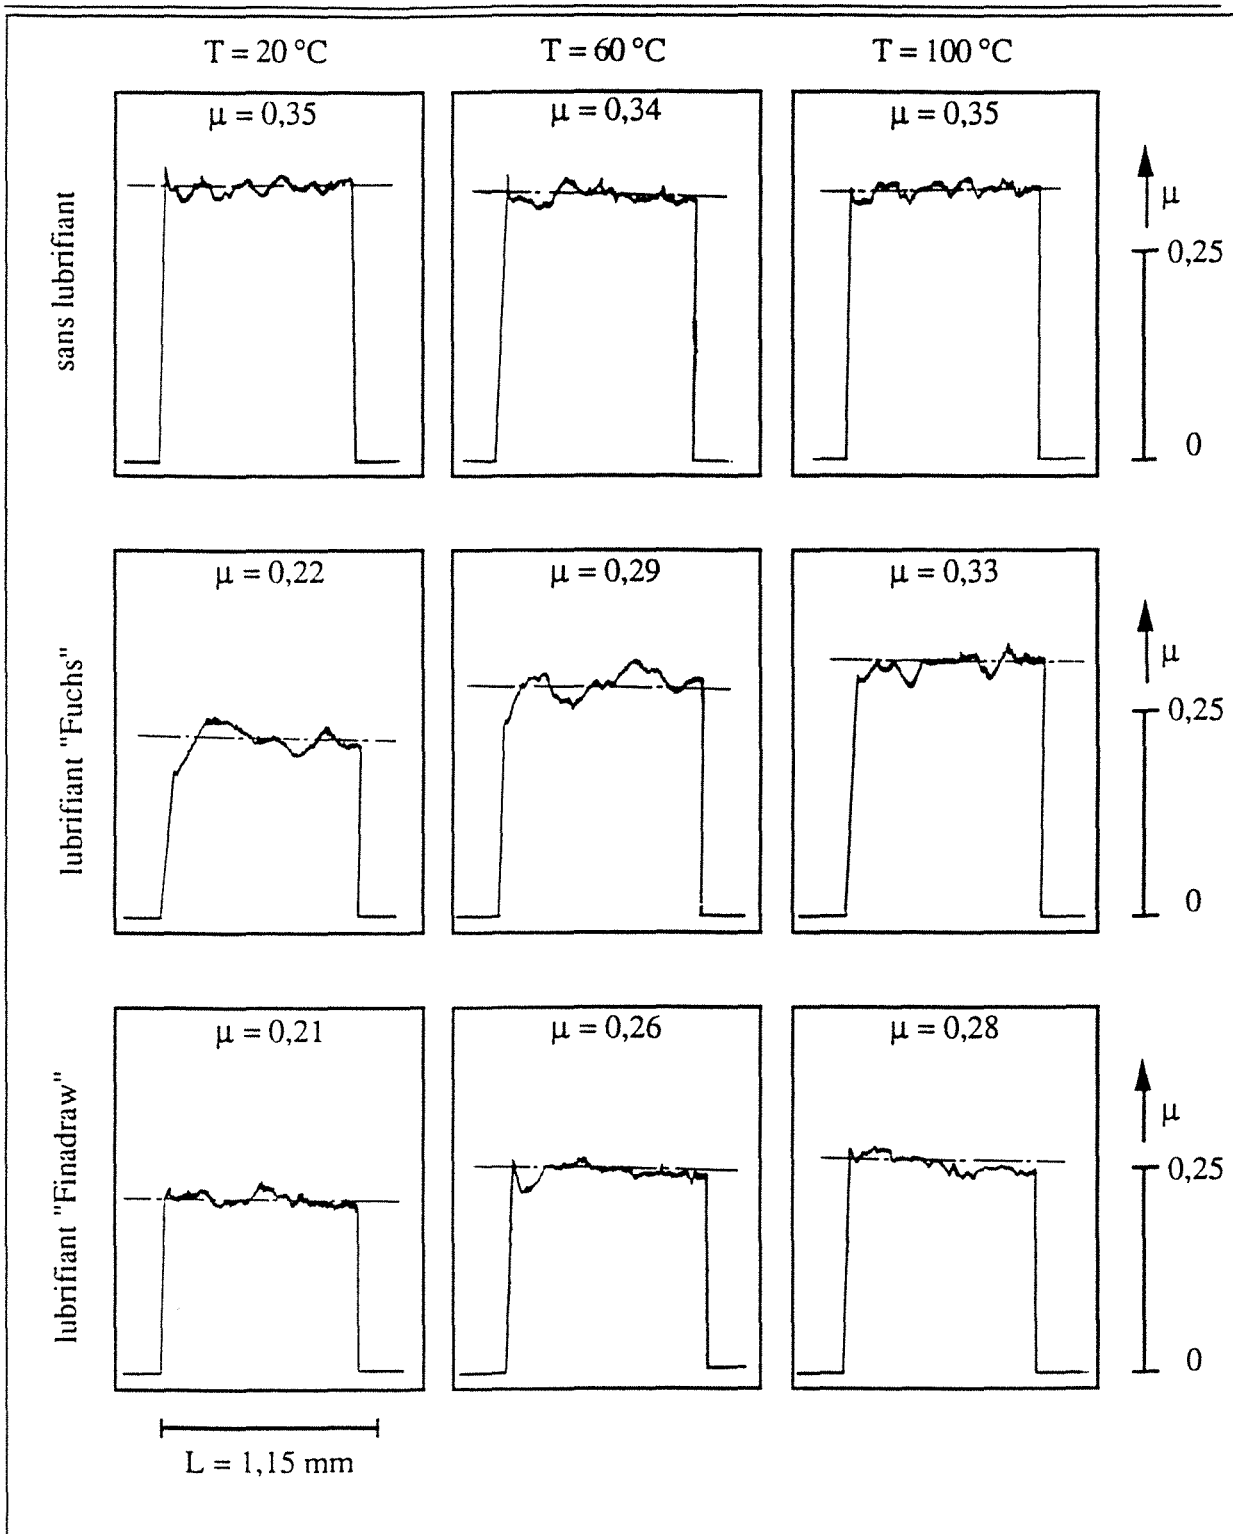 T = 20 °C
T = 60 °C
T = 100 °C
sans lubrifiant
μ = 0,35
μ = 0,34
μ = 0,35
μ
0,25
0
lubrifiant "Fuchs"
μ = 0,22
μ = 0,29
μ = 0,33
μ
0,25
0
lubrifiant "Finadraw"
μ = 0,21
μ = 0,26
μ = 0,28
μ
0,25
0
L = 1,15 mm